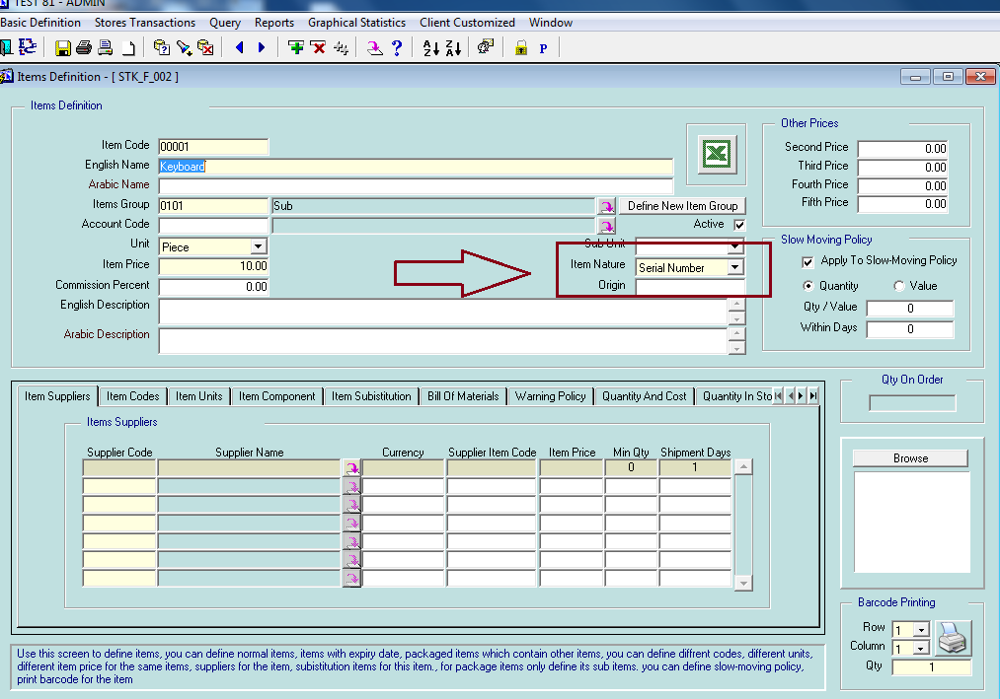 TEST 81 - ADMIN
Basic Definition Stores Transactions Query Reports Graphical Statistics Client Customized Window
? A Z Z A P
Items Definition - [ STK_F_002 ]
Items Definition
Item Code 00001
English Name Keyboard
Arabic Name
Items Group 0101 Sub Define New Item Group
Account Code Active
Unit Piece Sub Unit
Item Price 10.00 Item Nature Serial Number
Commission Percent 0.00 Origin
English Description
Arabic Description
Other Prices
Second Price 0.00
Third Price 0.00
Fourth Price 0.00
Fifth Price 0.00
Slow Moving Policy
Apply To Slow-Moving Policy
Quantity Value
Qty / Value 0
Within Days 0
Item Suppliers Item Codes Item Units Item Component Item Subistitution Bill Of Materials Warning Policy Quantity And Cost Quantity In Sto
Items Suppliers
Supplier Code Supplier Name Currency Supplier Item Code Item Price Min Qty Shipment Days
0 1
Qty On Order
Browse
Barcode Printing
Row 1
Column 1
Qty 1
Use this screen to define items, you can define normal items, items with expiry date, packaged items which contain other items, you can define diffrent codes, different units,
different item price for the same items, suppliers for the item, subistitution items for this item., for package items only define its sub items. you can define slow-moving policy,
print barcode for the item